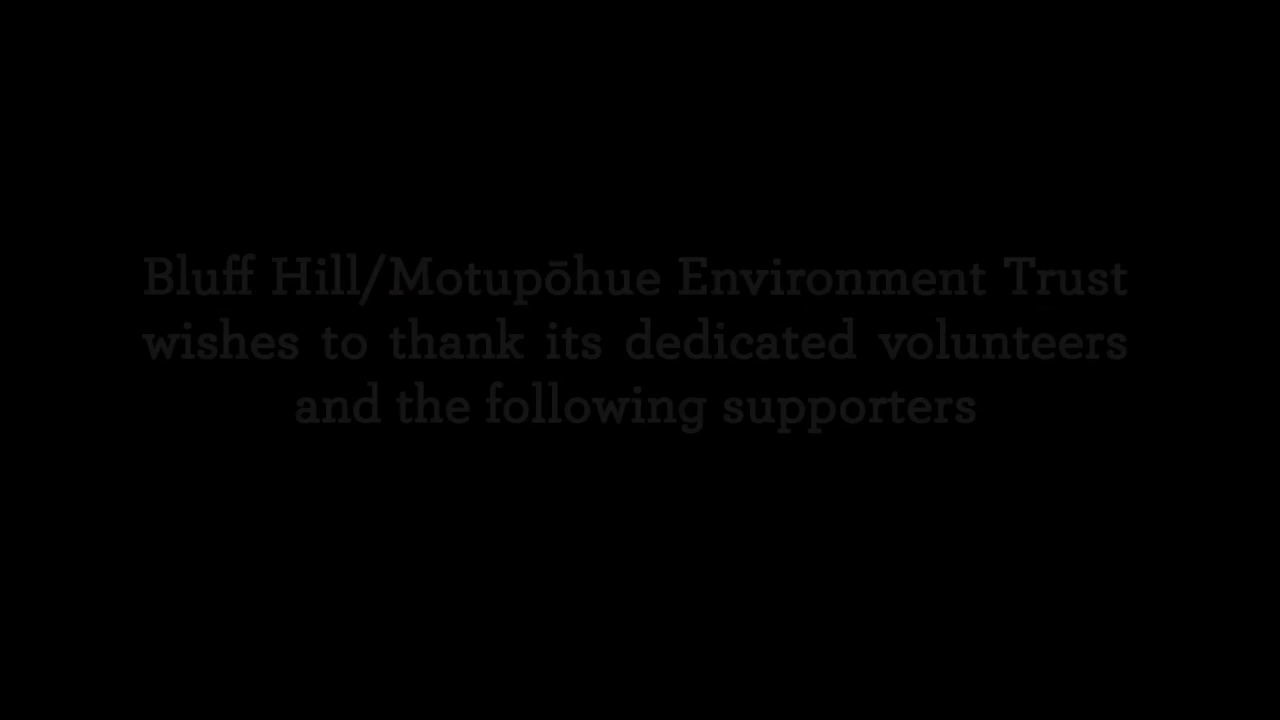 Bluff Hill/Motupōhue Environment Trust
wishes to thank its dedicated volunteers
and the following supporters